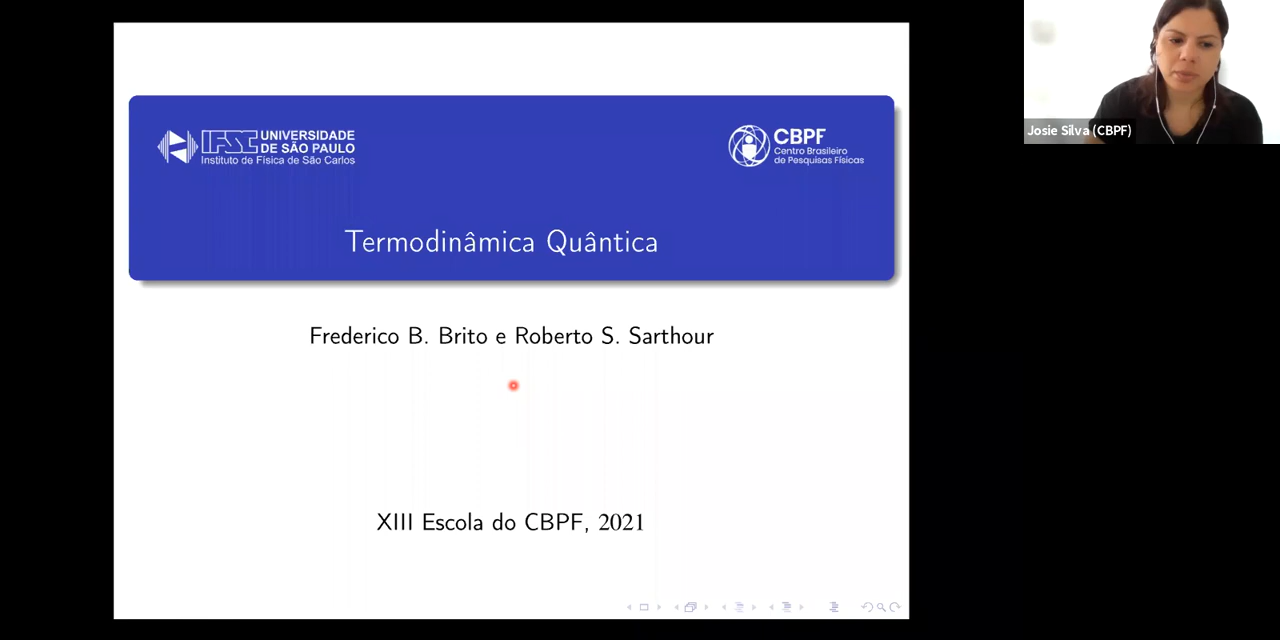 IFSC UNIVERSIDADE
DE SÃO PAULO
Instituto de Física de São Carlos
CBPF
Centro Brasileiro
de Pesquisas Físicas
Termodinâmica Quântica
Frederico B. Brito e Roberto S. Sarthour
XIII Escola do CBPF, 2021
Josie Silva (CBPF)